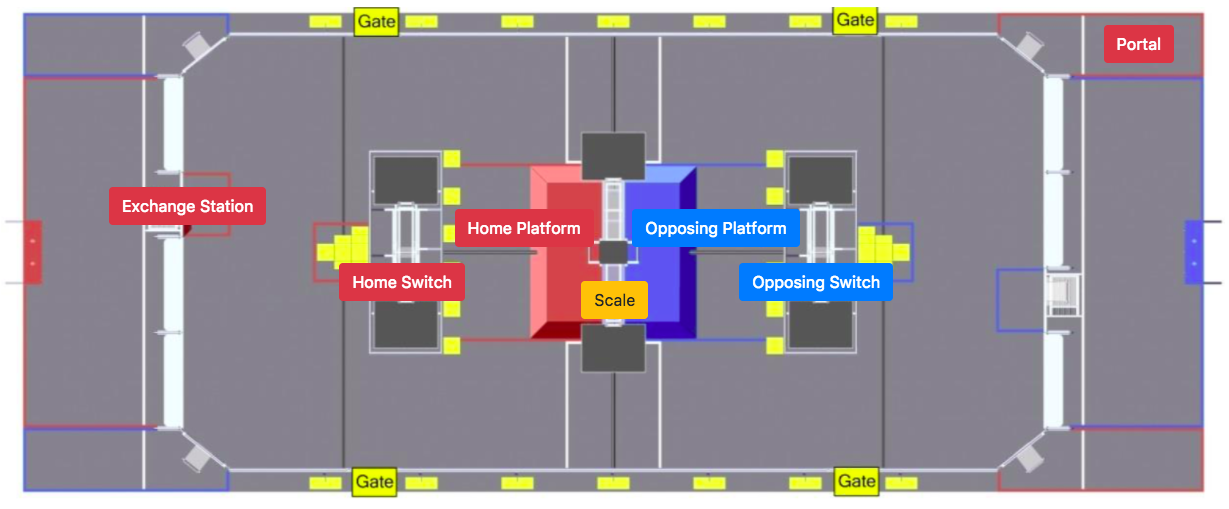 Gate
Gate
Portal
Exchange Station
Home Platform
Opposing Platform
Home Switch
Opposing Switch
Scale
Gate
Gate